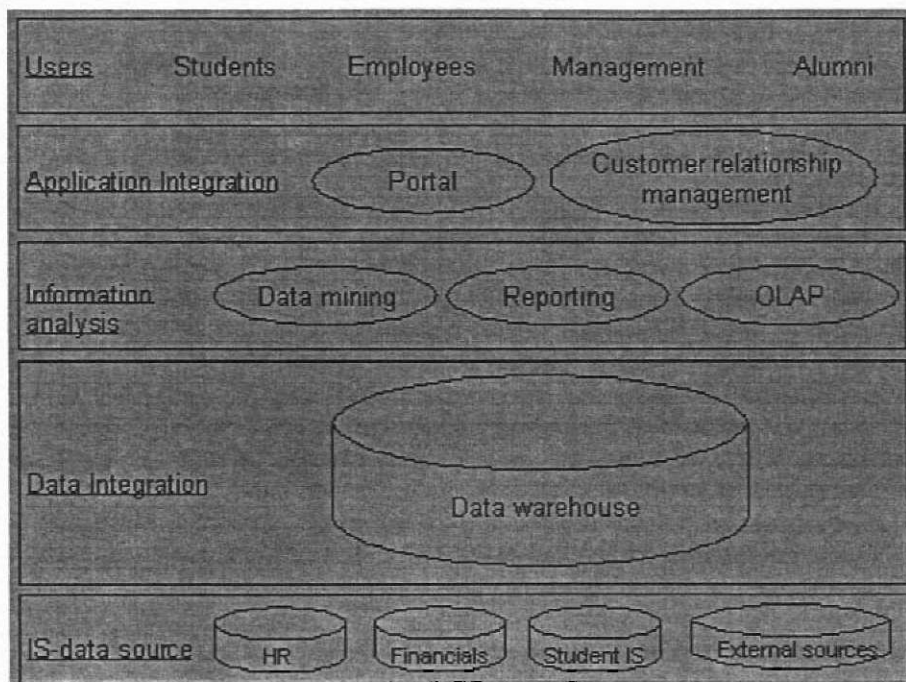 Users Students Employees Management Alumni
Application Integration Portal Customer relationship
management
Information
analysis Data mining Reporting OLAP
Data Integration
Data warehouse
IS-data source HR Financials Student IS External sources